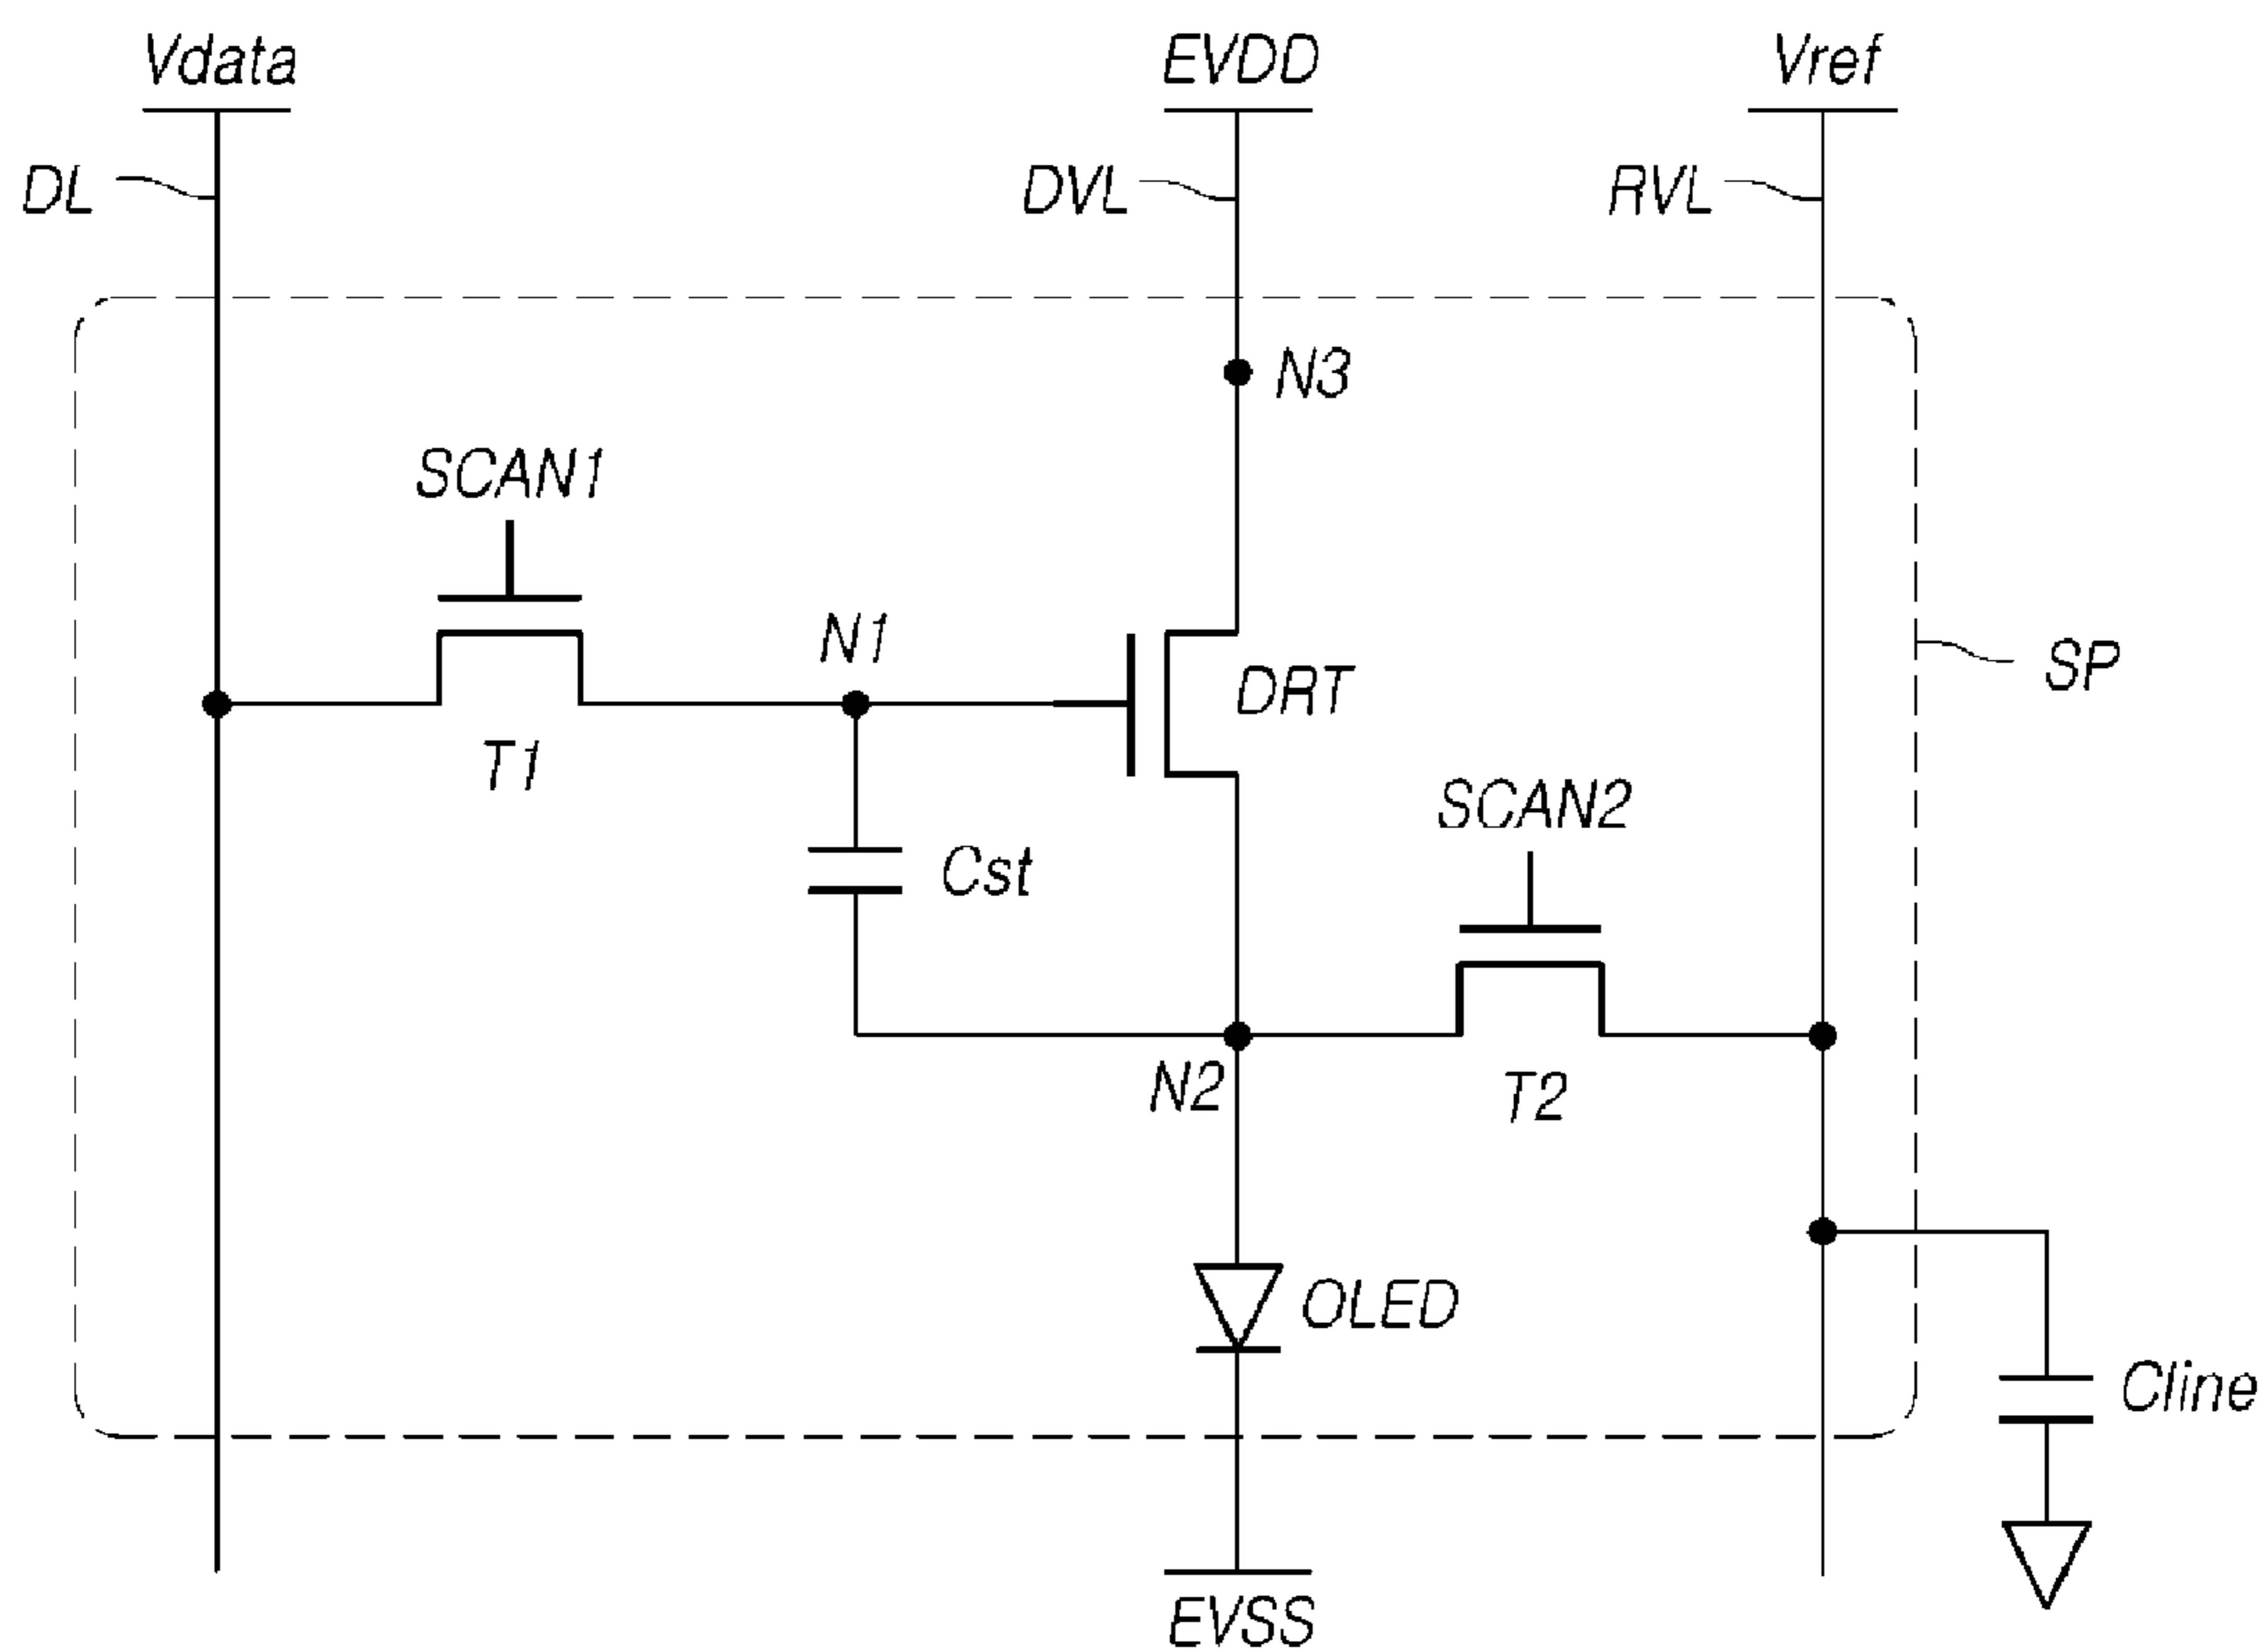 Vdata
EVDD
Vref
DL
DVL
RVL
N3
SCAN1
N1
DRT
SP
T1
SCAN2
Cst
N2
T2
OLED
Cline
EVSS